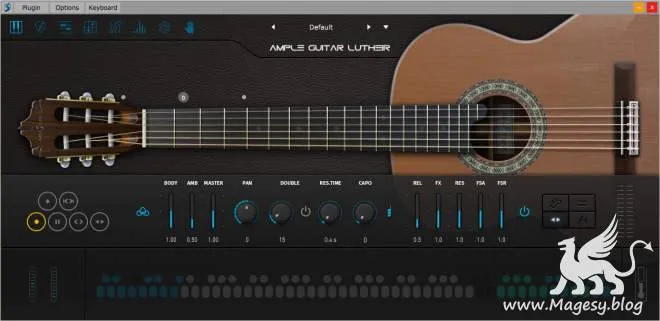 Plugin Options Keyboard
Default
AMPLE GUITAR LUTHEIR
0
BODY AMB MASTER PAN DOUBLE RES.TIME CAPO REL FX RES FSA FSR
1.00 0.50 1.00 0 15 0.4 s 0 0.5 1.0 1.0 1.0 1.0
www.Magesy.blog